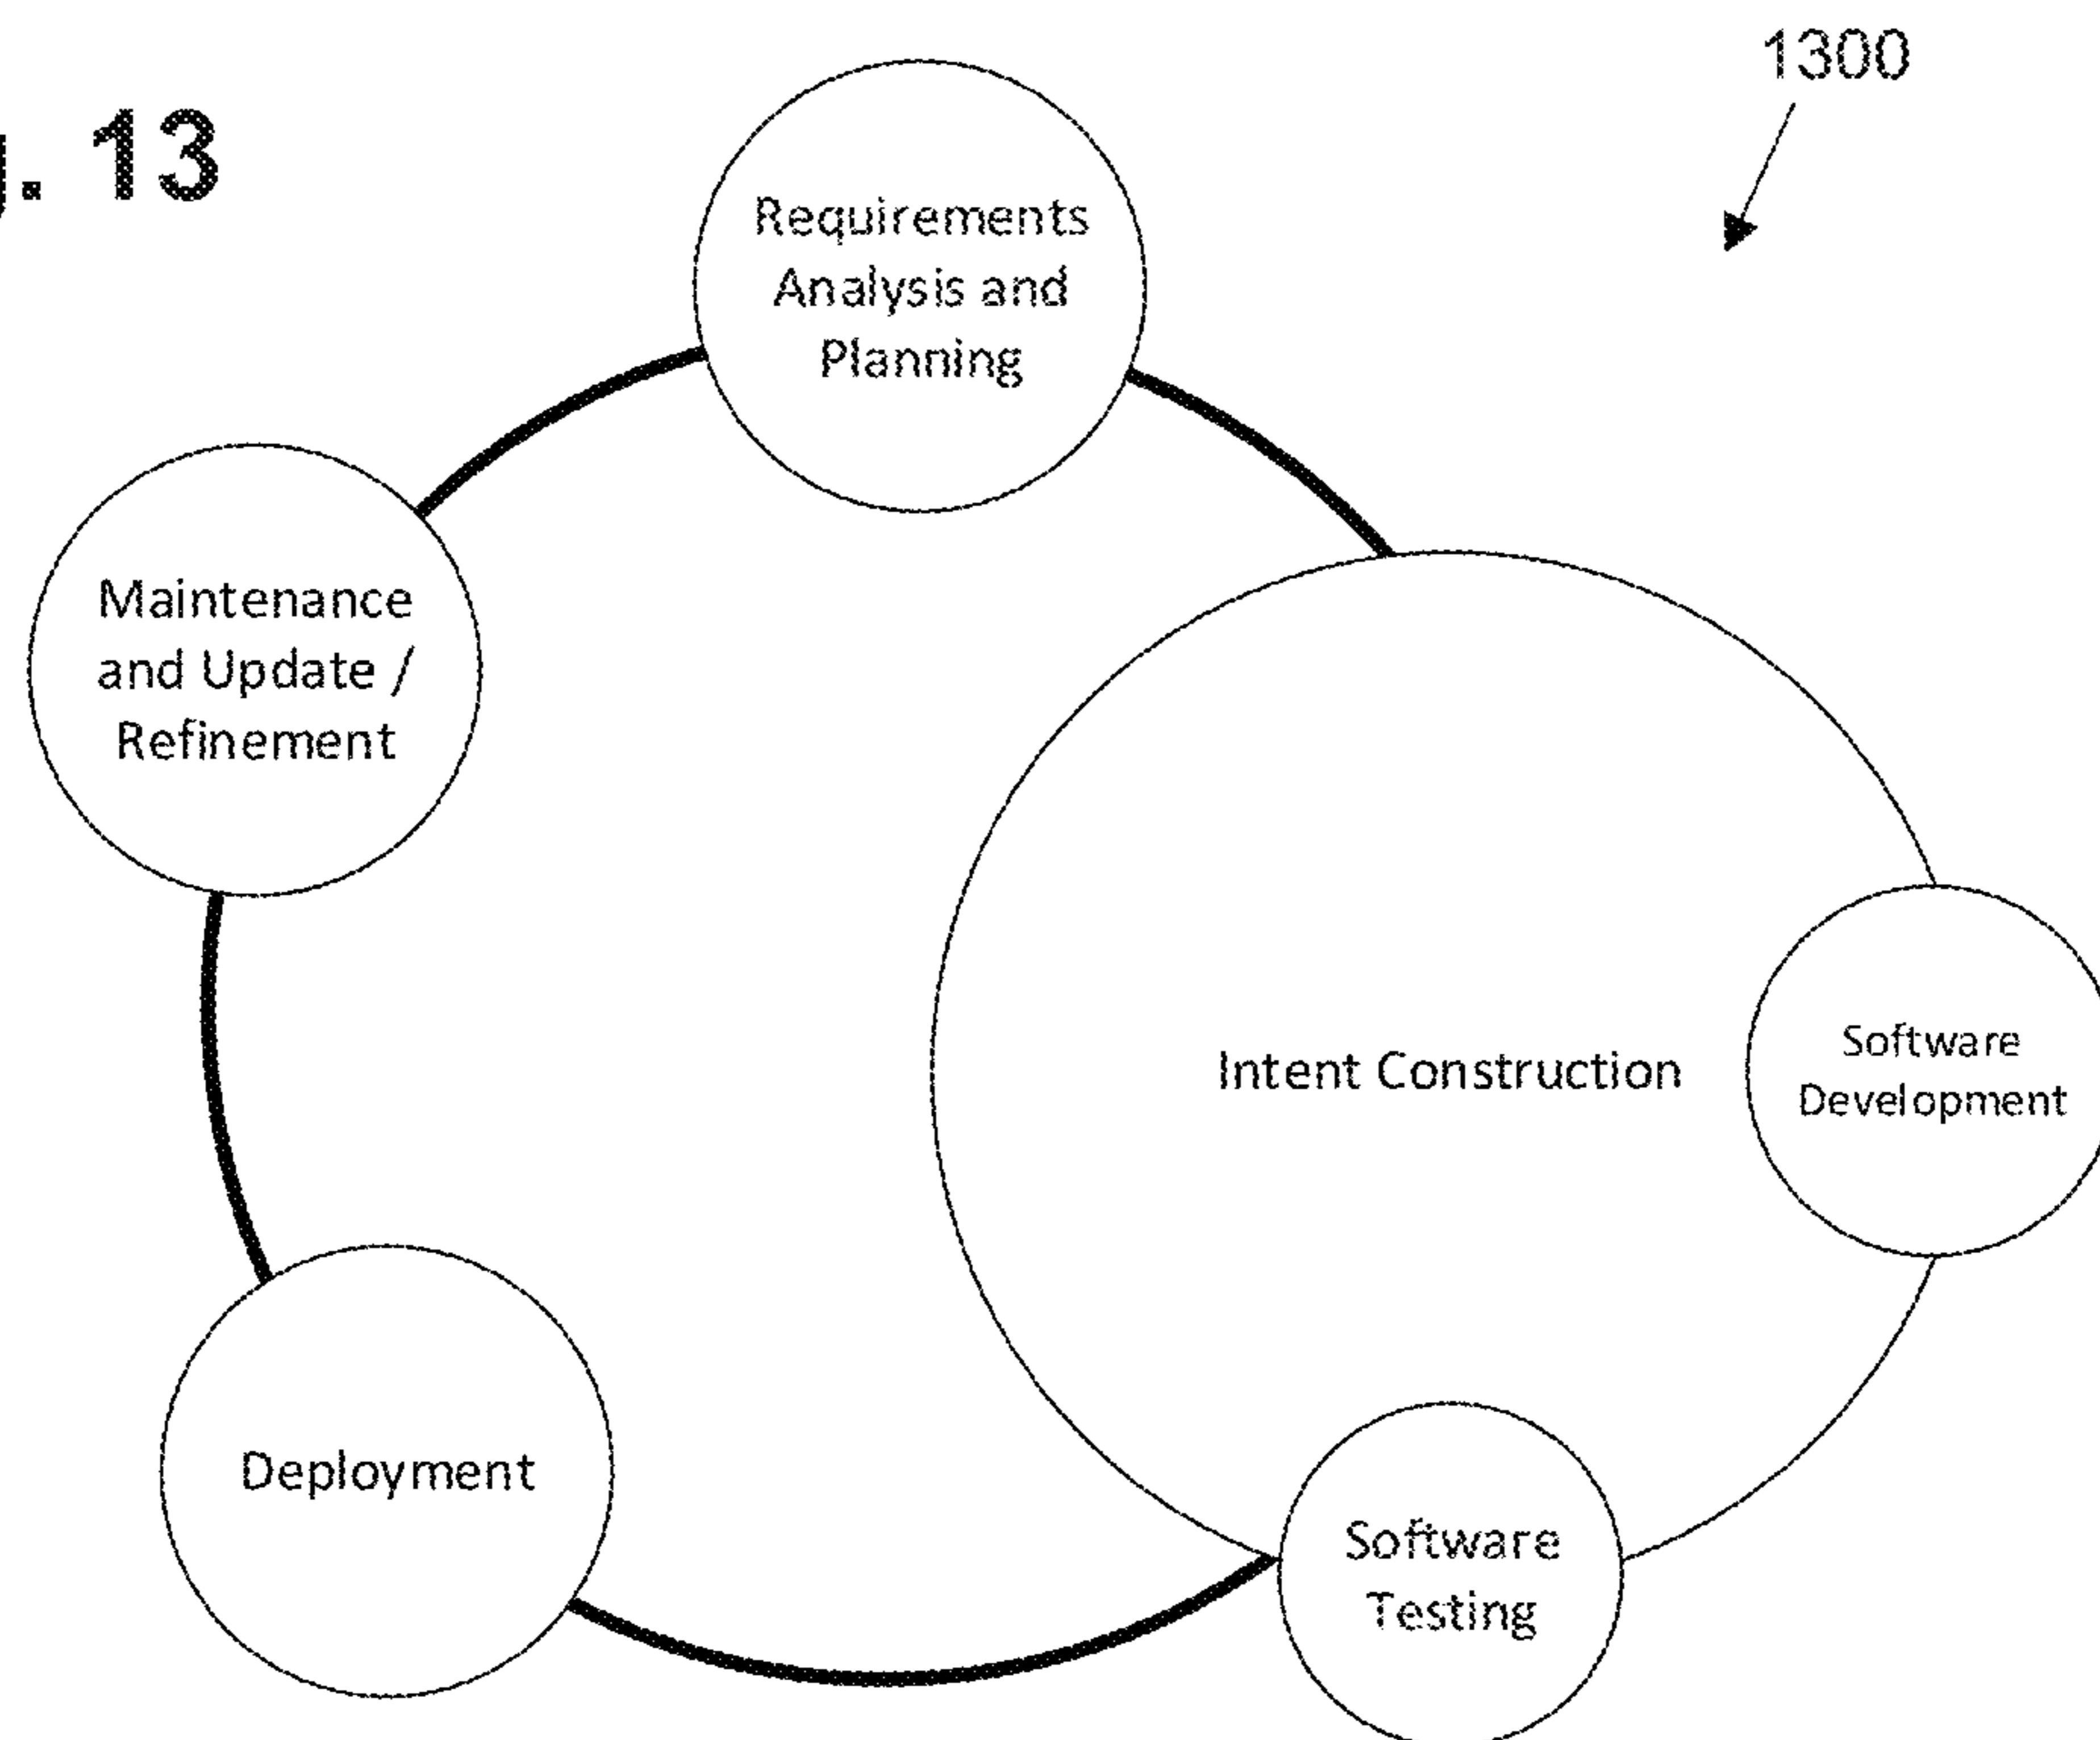 . 13
1300
Requirements
Analysis and
Planning
Maintenance
and Update /
Refinement
Intent Construction
Software
Development
Deployment
Software
Testing